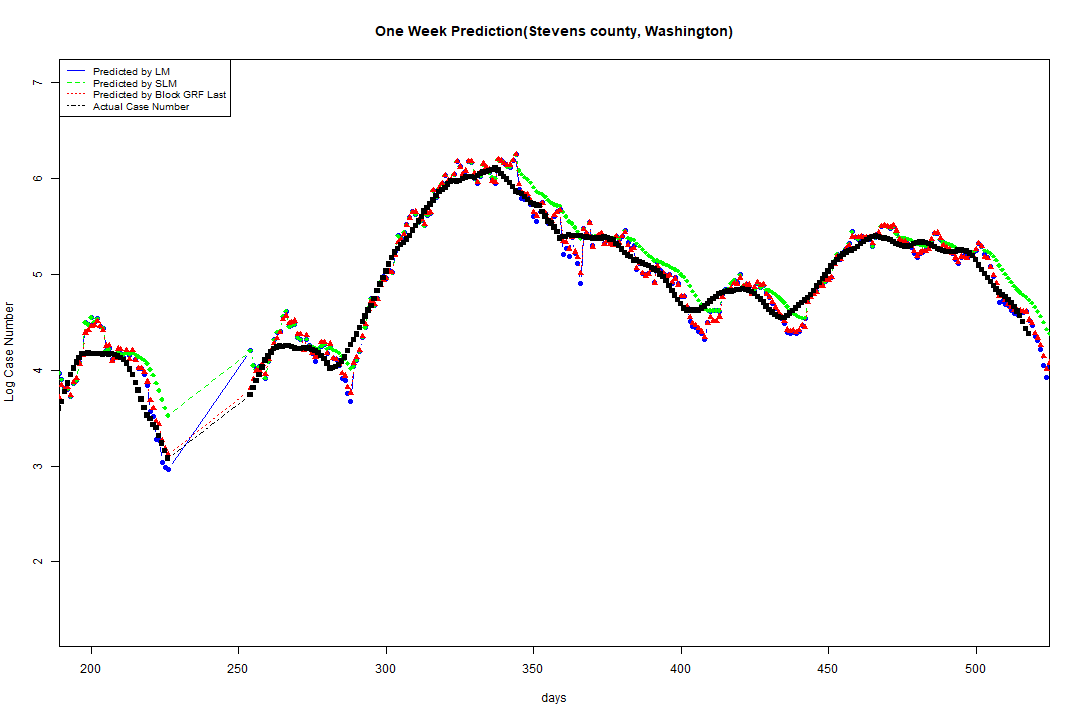 One Week Prediction(Stevens county, Washington)
Predicted by LM
Predicted by SLM
Predicted by Block GRF Last
Actual Case Number
7
6
5
4
3
2
Log Case Number
200 250 300 350 400 450 500
days